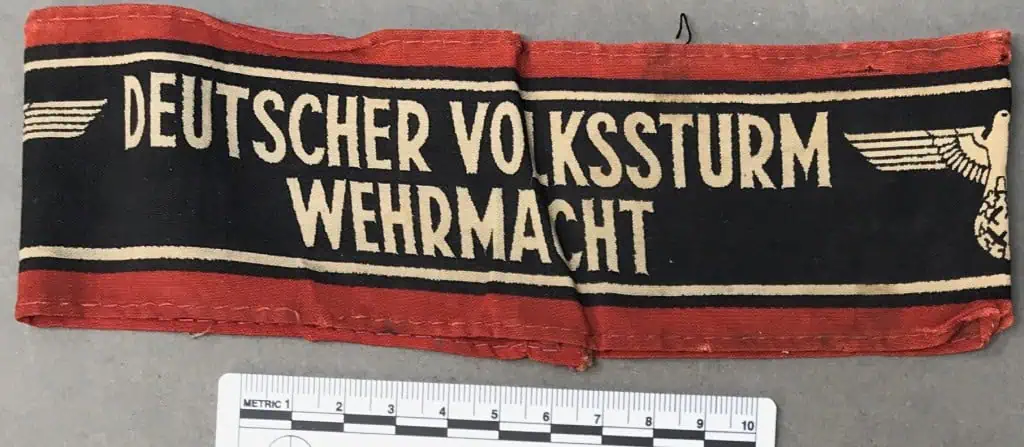 DEUTSCHER VOLKSSTURM
WEHRMACHT
METRIC 1 2 3 4 5 6 7 8 9 10